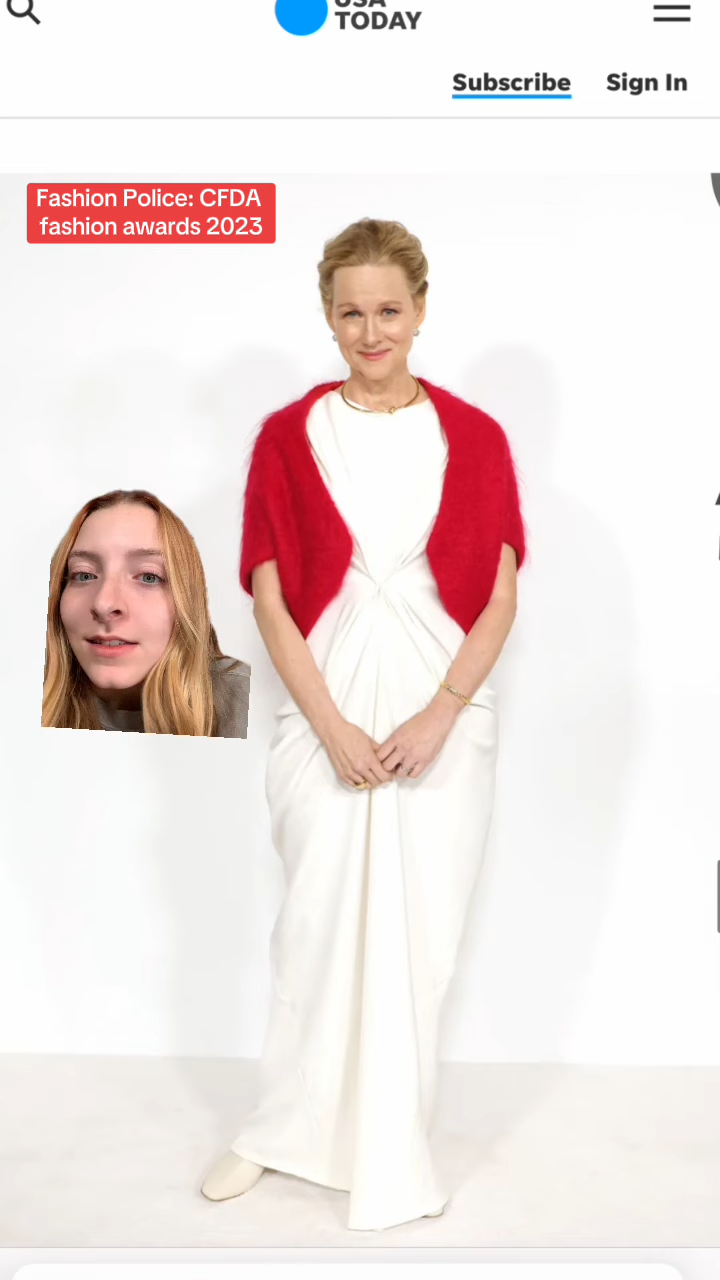 USA
TODAY
Subscribe Sign In
Fashion Police: CFDA
fashion awards 2023